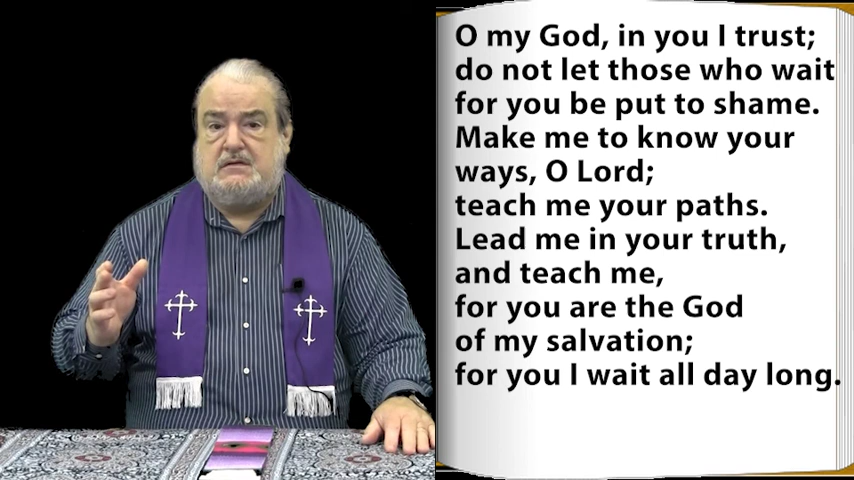 O my God, in you I trust;
do not let those who wait
for you be put to shame.
Make me to know your
ways, O Lord;
teach me your paths.
Lead me in your truth,
and teach me,
for you are the God
of my salvation;
for you I wait all day long.